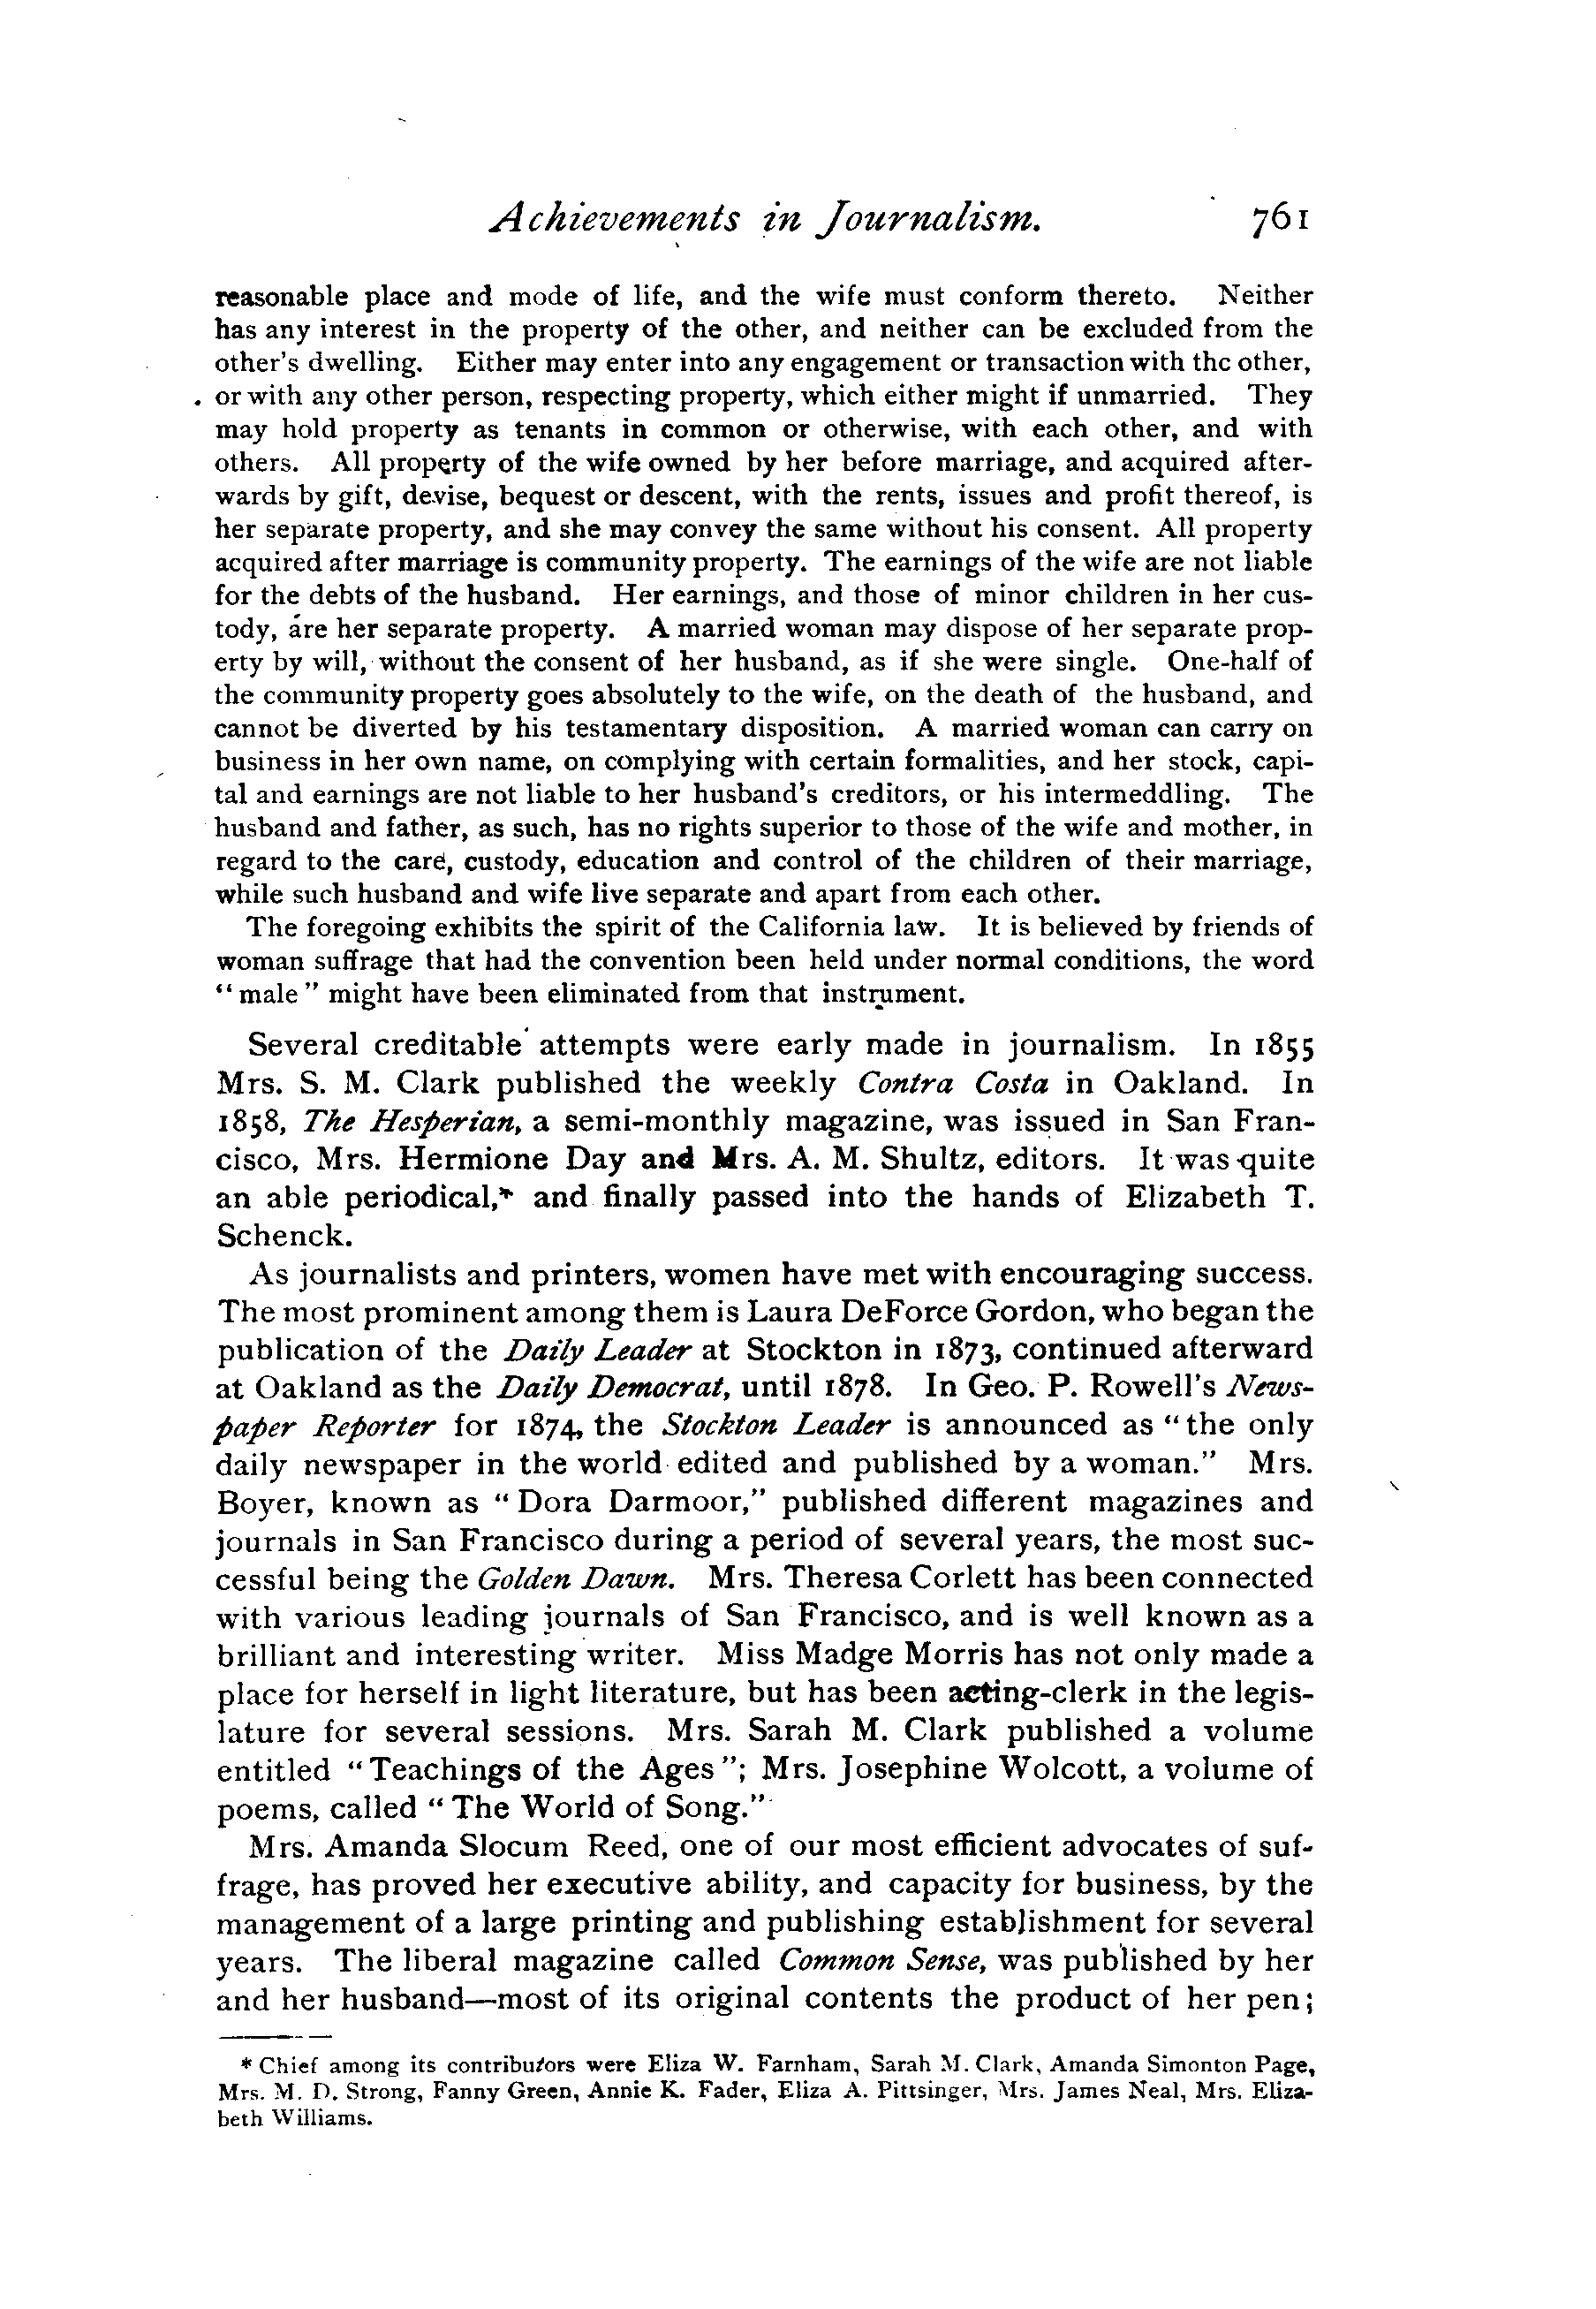 Achievements in Journalism. 761
reasonable place and mode of life, and the wife must conform thereto. Neither
has any interest in the property of the other, and neither can be excluded from the
other's dwelling. Either may enter into any engagement or transaction with the other,
or with any other person, respecting property, which either might if unmarried. They
may hold property as tenants in common or otherwise, with each other, and with
others. All property of the wife owned by her before marriage, and acquired after-
wards by gift, devise, bequest or descent, with the rents, issues and profit thereof, is
her separate property, and she may convey the same without his consent. All property
acquired after marriage is community property. The earnings of the wife are not liable
for the debts of the husband. Her earnings, and those of minor children in her cus-
tody, are her separate property. A married woman may dispose of her separate prop-
erty by will, without the consent of her husband, as if she were single. One-half of
the community property goes absolutely to the wife, on the death of the husband, and
cannot be diverted by his testamentary disposition. A married woman can carry on
business in her own name, on complying with certain formalities, and her stock, capi-
tal and earnings are not liable to her husband's creditors, or his intermeddling. The
husband and father, as such, has no rights superior to those of the wife and mother, in
regard to the care, custody, education and control of the children of their marriage,
while such husband and wife live separate and apart from each other.
The foregoing exhibits the spirit of the California law. It is believed by friends of
woman suffrage that had the convention been held under normal conditions, the word
"male" might have been eliminated from that instrument.
Several creditable attempts were early made in journalism. In 1855
Mrs. S. M. Clark published the weekly Contra Costa in Oakland. In
1858, The Hesperian, a semi-monthly magazine, was issued in San Fran-
cisco, Mrs. Hermione Day and Mrs. A. M. Shultz, editors. It was quite
an able periodical,* and finally passed into the hands of Elizabeth T.
Schenck.
As journalists and printers, women have met with encouraging success.
The most prominent among them is Laura DeForce Gordon, who began the
publication of the Daily Leader at Stockton in 1873, continued afterward
at Oakland as the Daily Democrat, until 1878. In Geo. P. Rowell's News-
paper Reporter for 1874, the Stockton Leader is announced as "the only
daily newspaper in the world edited and published by a woman." Mrs.
Boyer, known as "Dora Darmoor," published different magazines and
journals in San Francisco during a period of several years, the most suc-
cessful being the Golden Dawn. Mrs. Theresa Corlett has been connected
with various leading journals of San Francisco, and is well known as a
brilliant and interesting writer. Miss Madge Morris has not only made a
place for herself in light literature, but has been acting-clerk in the legis-
lature for several sessions. Mrs. Sarah M. Clark published a volume
entitled "Teachings of the Ages"; Mrs. Josephine Wolcott, a volume of
poems, called "The World of Song."
Mrs. Amanda Slocum Reed, one of our most efficient advocates of suf-
frage, has proved her executive ability, and capacity for business, by the
management of a large printing and publishing establishment for several
years. The liberal magazine called Common Sense, was published by her
and her husband—most of its original contents the product of her pen;
* Chief among its contributors were Eliza W. Farnham, Sarah M. Clark, Amanda Simonton Page,
Mrs. M. D. Strong, Fanny Green, Annie K. Fader, Eliza A. Pittsinger, Mrs. James Neal, Mrs. Eliza-
beth Williams.